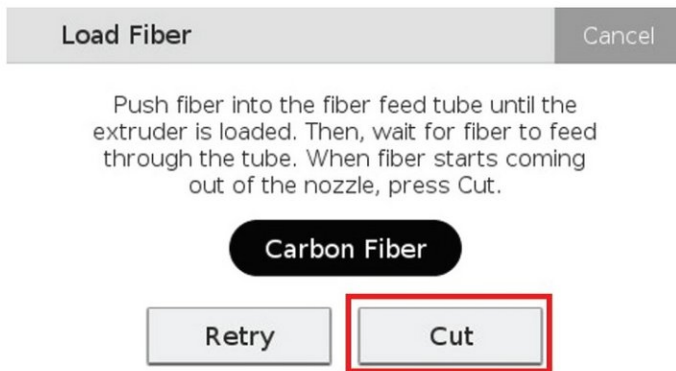 Load Fiber
Cancel
Push fiber into the fiber feed tube until the
extruder is loaded. Then, wait for fiber to feed
through the tube. When fiber starts coming
out of the nozzle, press Cut.
Carbon Fiber
Retry
Cut